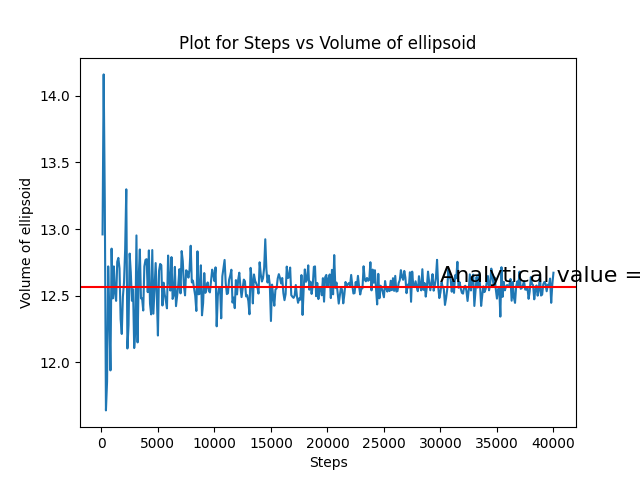 Plot for Steps vs Volume of ellipsoid
14.0
13.5
13.0
12.5
12.0
Volume of ellipsoid
Analytical value =
0 5000 10000 15000 20000 25000 30000 35000 40000
Steps